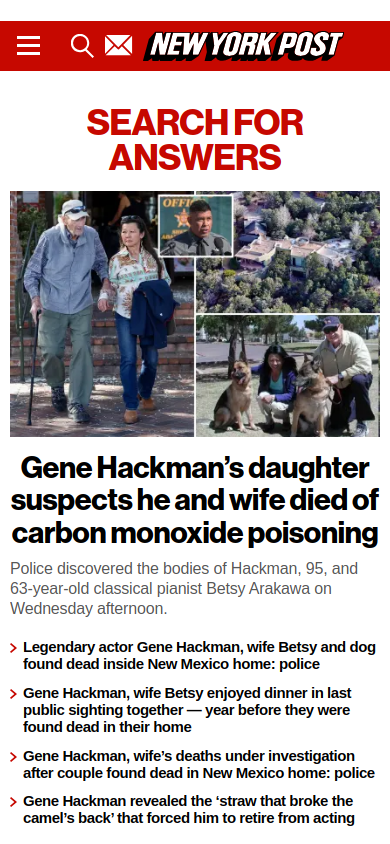 NEW YORK POST
SEARCH FOR
ANSWERS
OFFI
Gene Hackman’s daughter
suspects he and wife died of
carbon monoxide poisoning
Police discovered the bodies of Hackman, 95, and
63-year-old classical pianist Betsy Arakawa on
Wednesday afternoon.
Legendary actor Gene Hackman, wife Betsy and dog
found dead inside New Mexico home: police
Gene Hackman, wife Betsy enjoyed dinner in last
public sighting together — year before they were
found dead in their home
Gene Hackman, wife’s deaths under investigation
after couple found dead in New Mexico home: police
Gene Hackman revealed the ‘straw that broke the
camel’s back’ that forced him to retire from acting